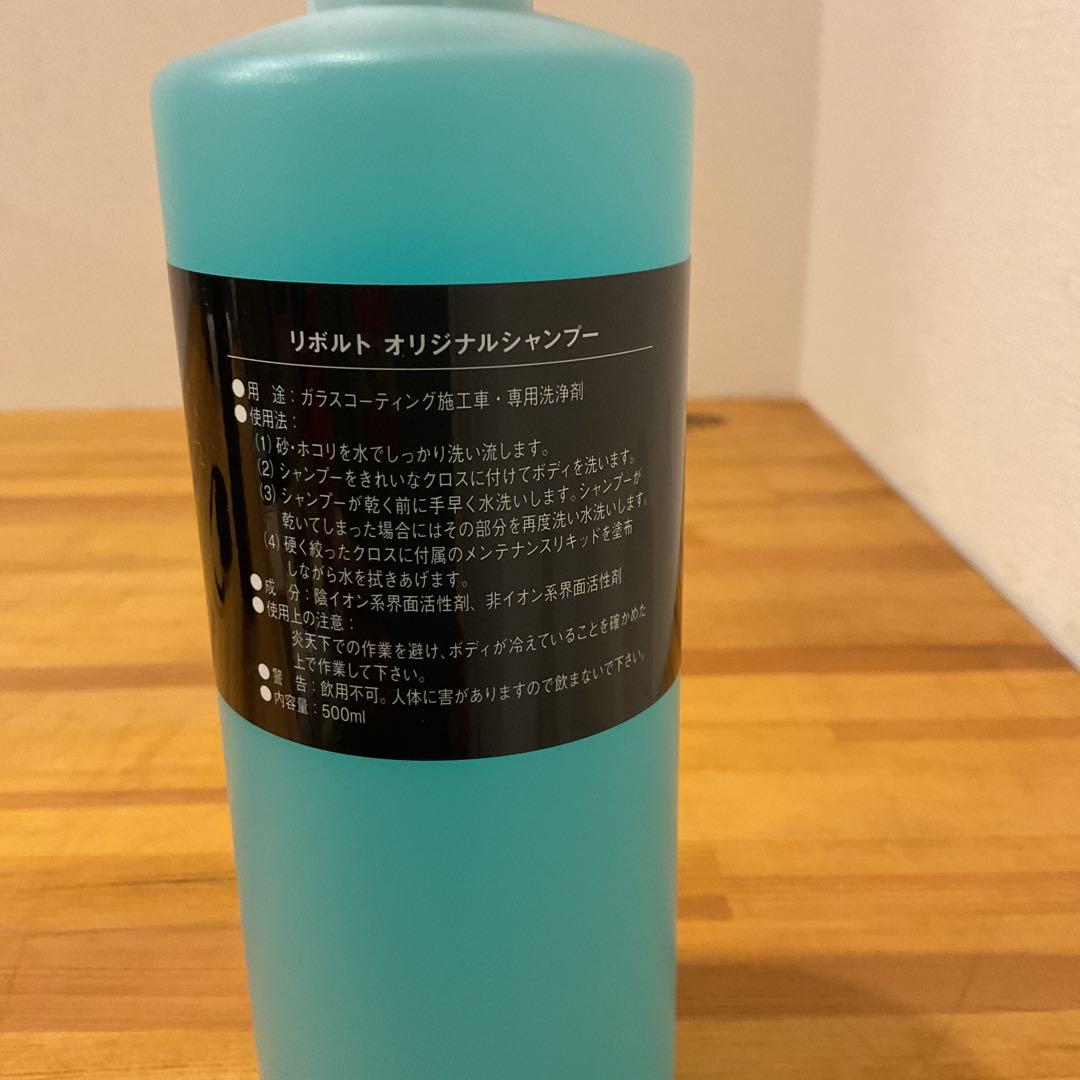 リボルト オリジナルシャンプー
●用　途：ガラスコーティング施工車・専用洗浄剤
●使用法：
(1) 砂・ホコリを水でしっかり洗い流します。
(2) シャンプーをきれいなクロスに付けてボディを洗います。
(3) シャンプーが乾く前に手早く水洗いします。シャンプーが
乾いてしまった場合にはその部分を再度洗い水洗いします。
(4) 硬く絞ったクロスに付属のメンテナンスリキッドを塗布
しながら水を拭きあげます。
●成　分：陰イオン系界面活性剤、非イオン系界面活性剤
●使用上の注意：
炎天下での作業を避け、ボディが冷えていることを確かめた
上で作業して下さい。
●警　告：飲用不可。人体に害がありますので飲まないで下さい。
●内容量：500ml